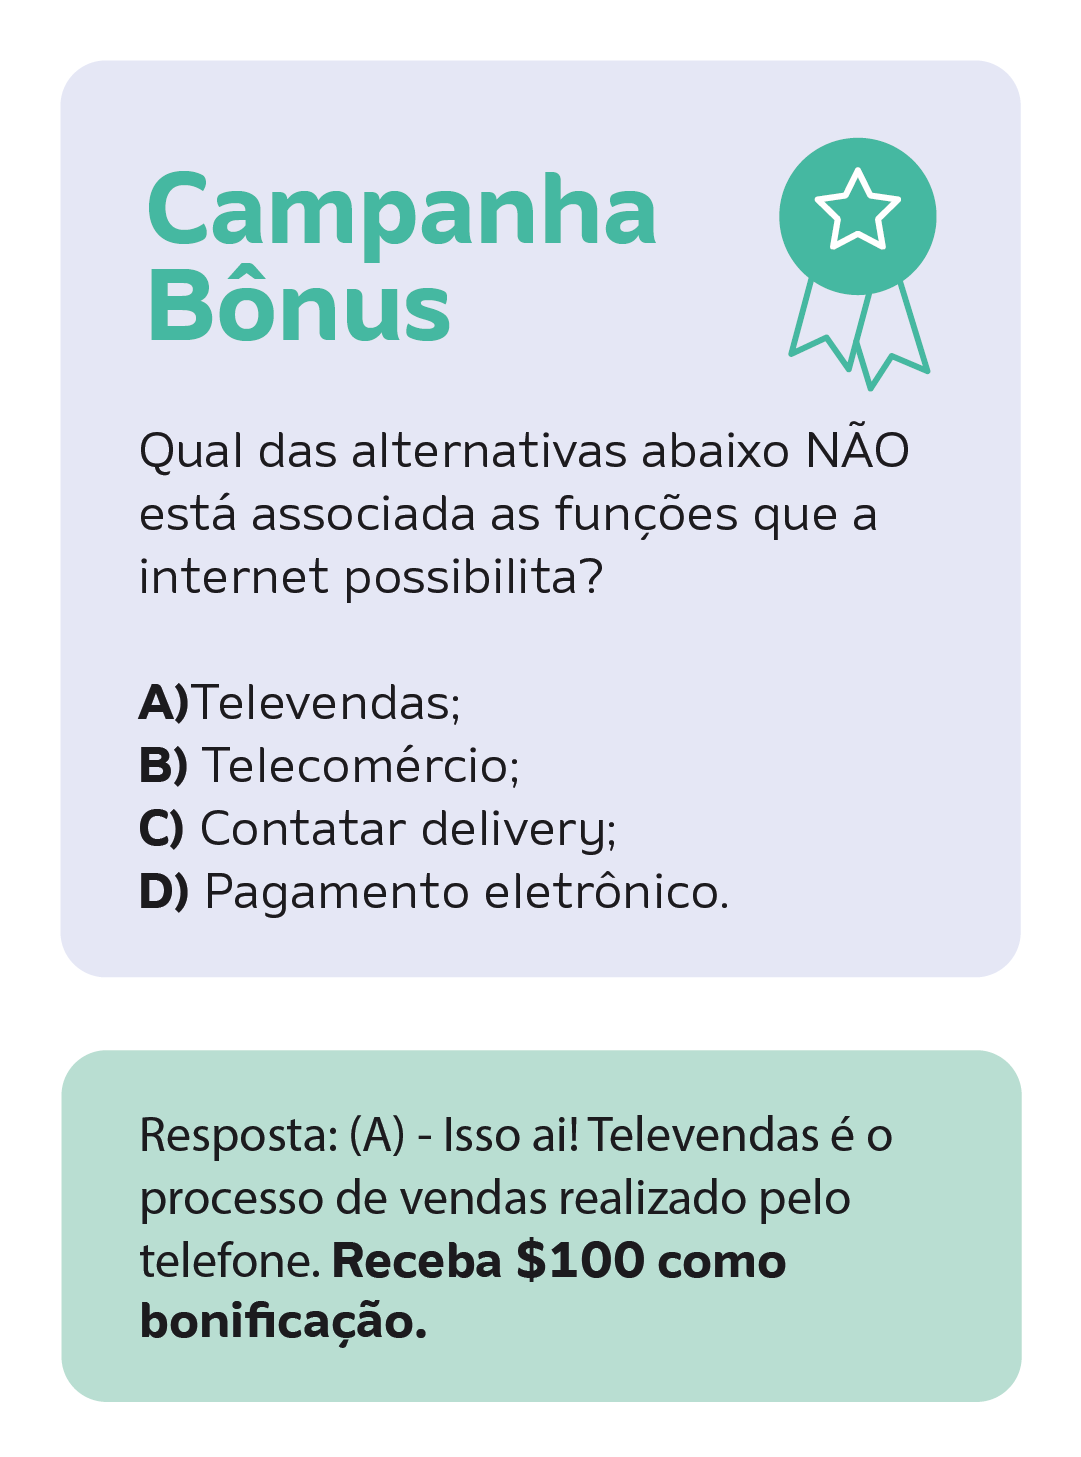 Campanha
Bônus
Qual das alternativas abaixo NÃO
está associada as funções que a
internet possibilita?
A)Televendas;
B) Telecomércio;
C) Contatar delivery;
D) Pagamento eletrônico.
Resposta: (A) - Isso ai! Televendas é o
processo de vendas realizado pelo
telefone. Receba $100 como
bonificação.